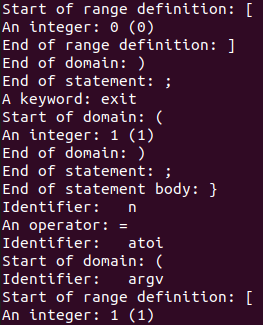 Start of range definition: [
An integer: 0 (0)
End of range definition: ]
End of domain: )
End of statement: ;
A keyword: exit
Start of domain: (
An integer: 1 (1)
End of domain: )
End of statement: ;
End of statement body: }
Identifier:   n
An operator: =
Identifier:   atoi
Start of domain: (
Identifier:   argv
Start of range definition: [
An integer: 1 (1)